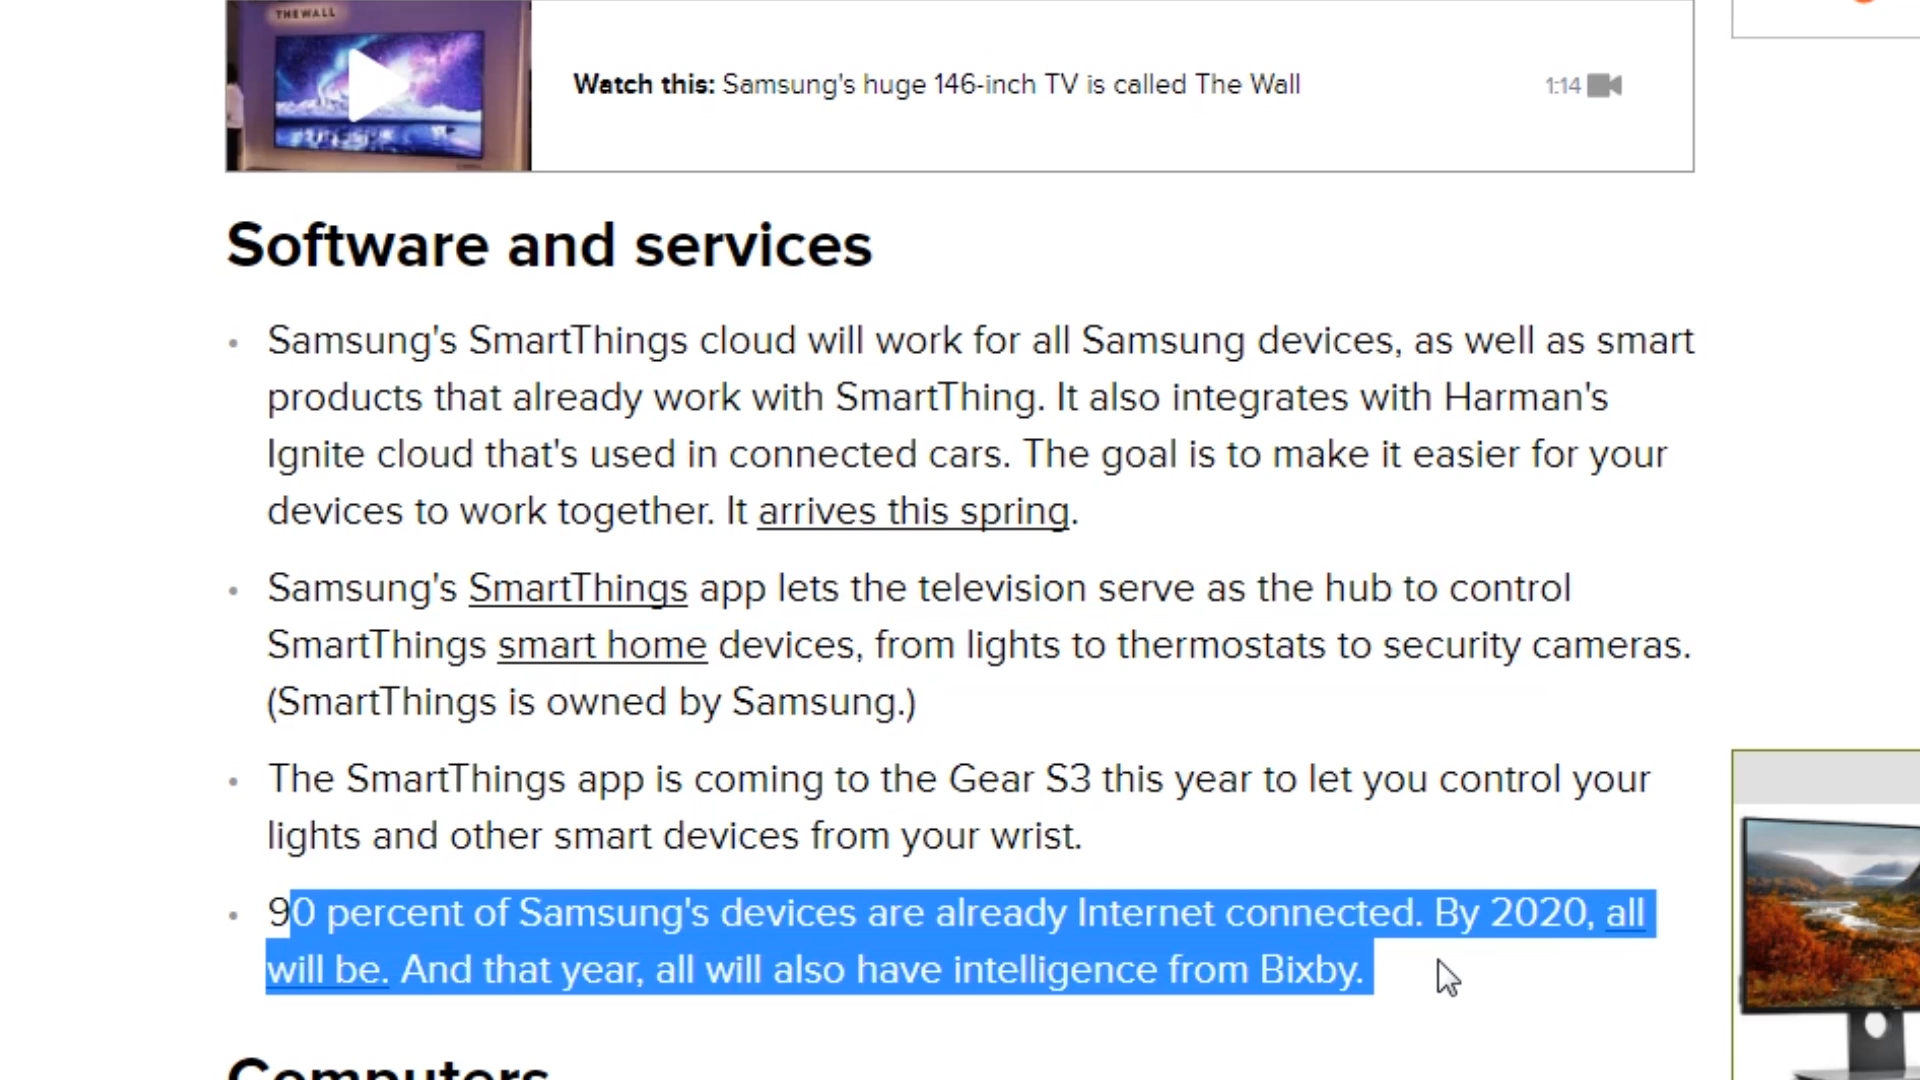 THE WALL
Watch this: Samsung's huge 146-inch TV is called The Wall
1:14
Software and services
Samsung's SmartThings cloud will work for all Samsung devices, as well as smart
products that already work with SmartThing. It also integrates with Harman's
Ignite cloud that's used in connected cars. The goal is to make it easier for your
devices to work together. It arrives this spring.
Samsung's SmartThings app lets the television serve as the hub to control
SmartThings smart home devices, from lights to thermostats to security cameras.
(SmartThings is owned by Samsung.)
The SmartThings app is coming to the Gear S3 this year to let you control your
lights and other smart devices from your wrist.
90 percent of Samsung's devices are already Internet connected. By 2020, all
will be. And that year, all will also have intelligence from Bixby.
Computers